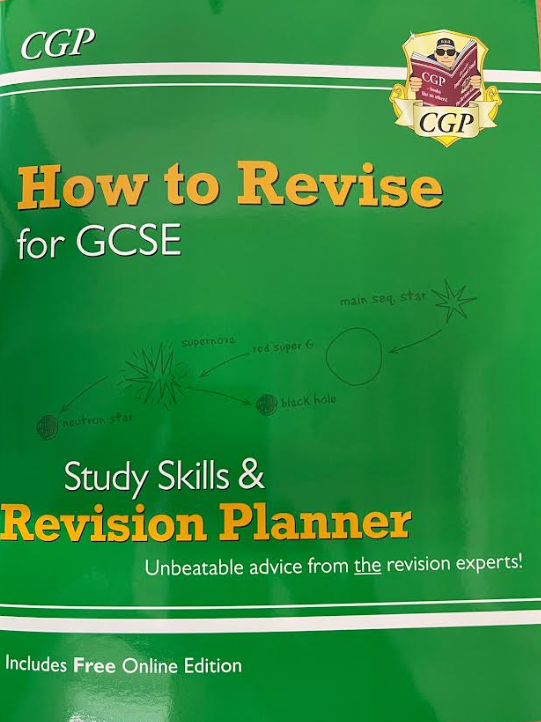 CGP
CGP
CGP
How to Revise
for GCSE
main seq. star
supernova
red super G.
black hole
neutron star
Study Skills &
Revision Planner
Unbeatable advice from the revision experts!
Includes Free Online Edition